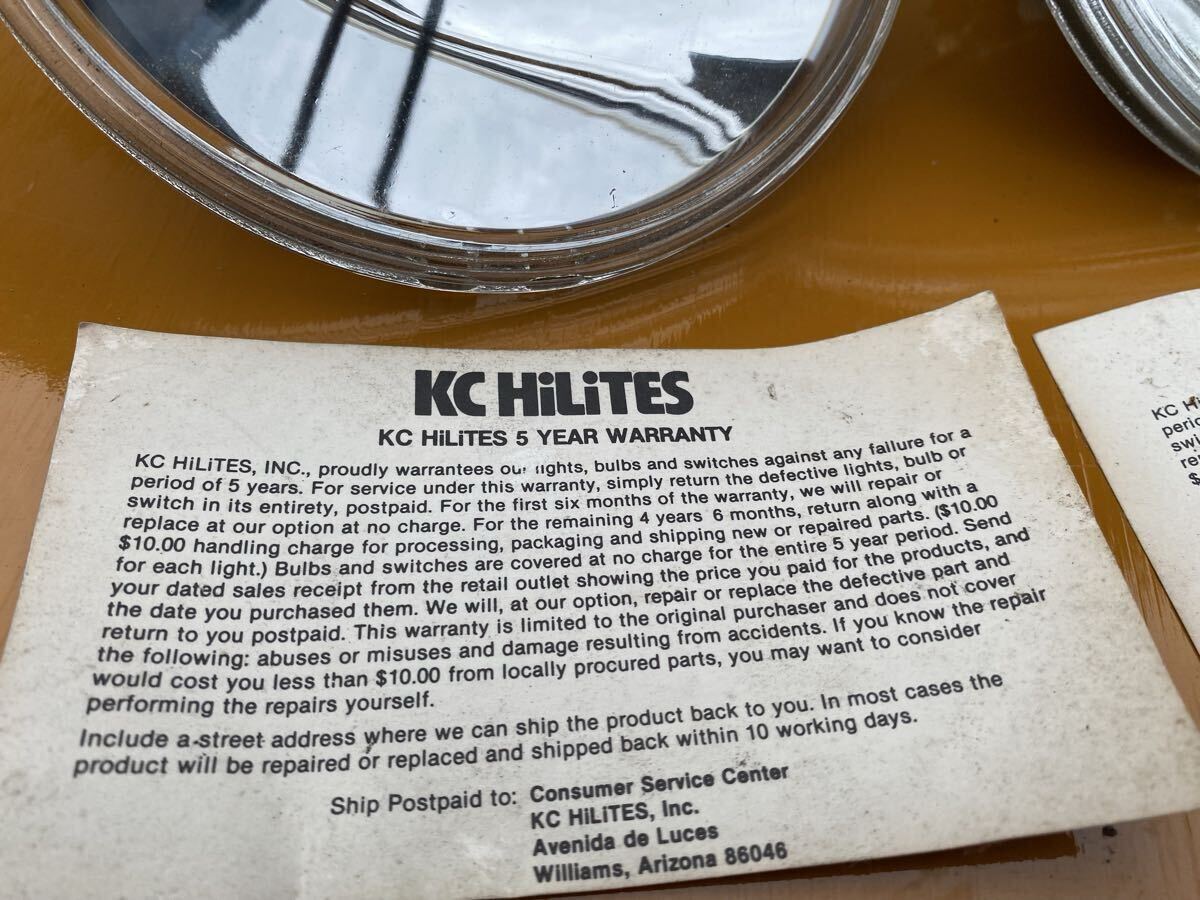 KC HiLiTES
KC HiLiTES 5 YEAR WARRANTY
KC HiLiTES, INC., proudly warrantees our lights, bulbs and switches against any failure for a
period of 5 years. For service under this warranty, simply return the defective lights, bulb or
switch in its entirety, postpaid. For the first six months of the warranty, we will repair or
replace at our option at no charge. For the remaining 4 years 6 months, return along with a
$10.00 handling charge for processing, packaging and shipping new or repaired parts. ($10.00
for each light.) Bulbs and switches are covered at no charge for the entire 5 year period. Send
your dated sales receipt from the retail outlet showing the price you paid for the products, and
the date you purchased them. We will, at our option, repair or replace the defective part and
return to you postpaid. This warranty is limited to the original purchaser and does not cover
the following: abuses or misuses and damage resulting from accidents. If you know the repair
would cost you less than $10.00 from locally procured parts, you may want to consider
performing the repairs yourself.
Include a street address where we can ship the product back to you. In most cases the
product will be repaired or replaced and shipped back within 10 working days.
Ship Postpaid to: Consumer Service Center
KC HiLiTES, Inc.
Avenida de Luces
Williams, Arizona 86046
KC